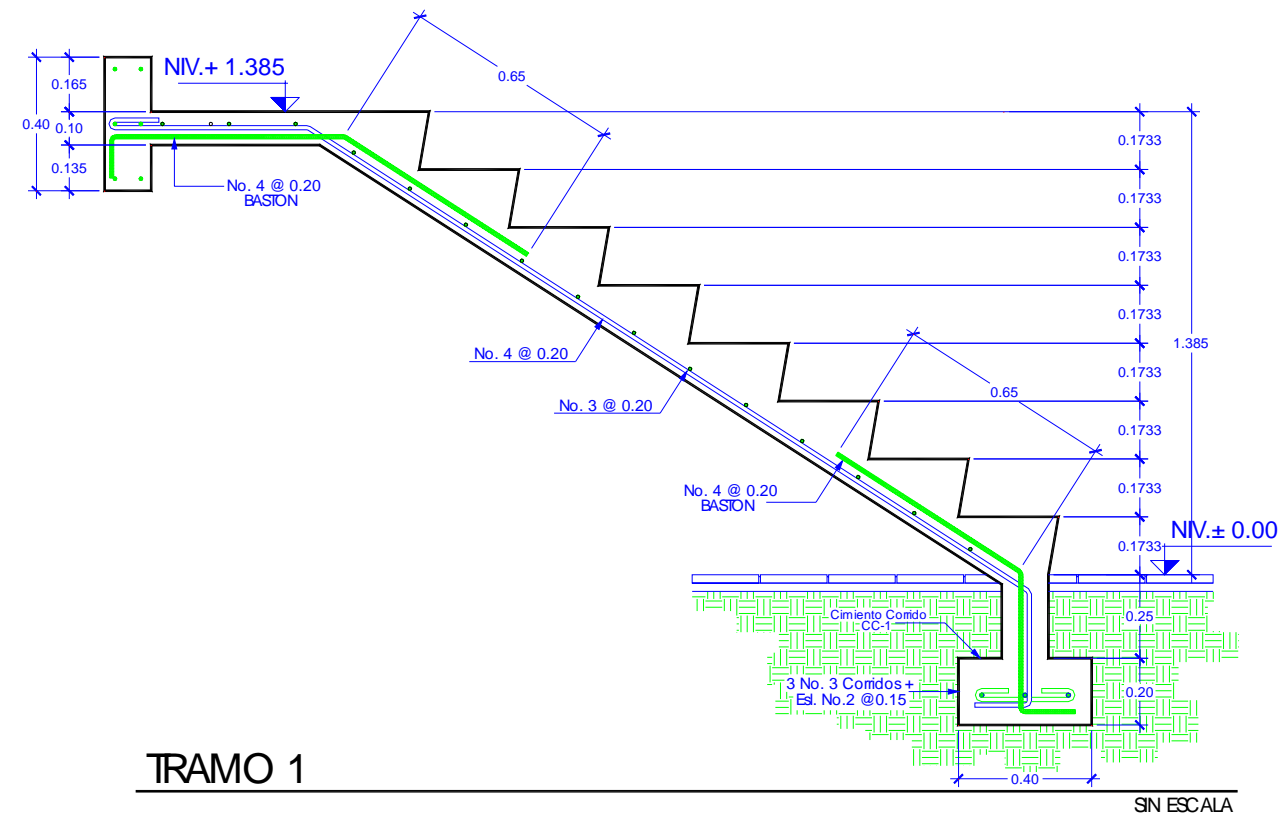 0.65
NIV.+ 1.385
0.165
0.40
0.10
0.135
No. 4 @ 0.20
BASTON
0.1733
0.1733
0.1733
0.1733
0.1733
0.1733
0.1733
0.1733
1.385
No. 4 @ 0.20
No. 3 @ 0.20
0.65
No. 4 @ 0.20
BASTON
NIV.± 0.00
Cimiento Corrido
CC-1
0.25
3 No. 3 Corridos +
Esl. No.2 @0.15
0.20
0.40
TRAMO 1
SIN ESCALA